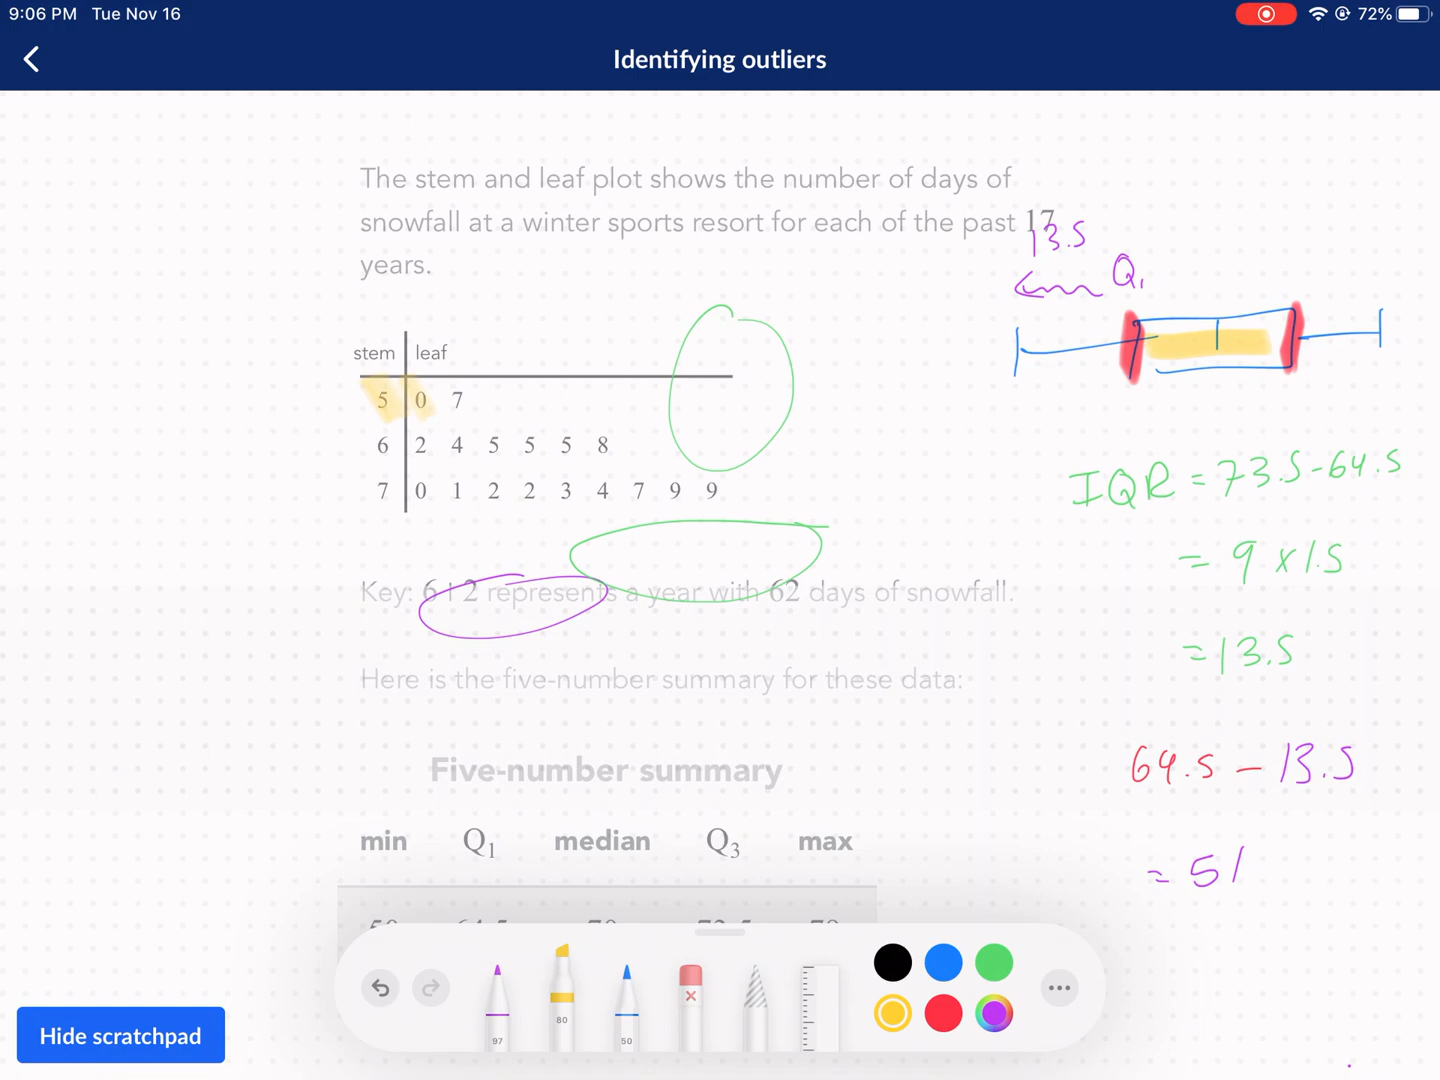 9:06 PM Tue Nov 16
72%
Identifying outliers
The stem and leaf plot shows the number of days of
snowfall at a winter sports resort for each of the past 17
years.
13.5
Q1
stem leaf
5 0 7
6 2 4 5 5 5 8
7 0 1 2 2 3 4 7 9 9
IQR = 73.5-64.5
= 9 x 1.5
= 13.5
Key: 6 | 2 represents a year with 62 days of snowfall.
Here is the five-number summary for these data:
64.5 - 13.5
= 51
Five-number summary
min Q1 median Q3 max
97
80
50
Hide scratchpad